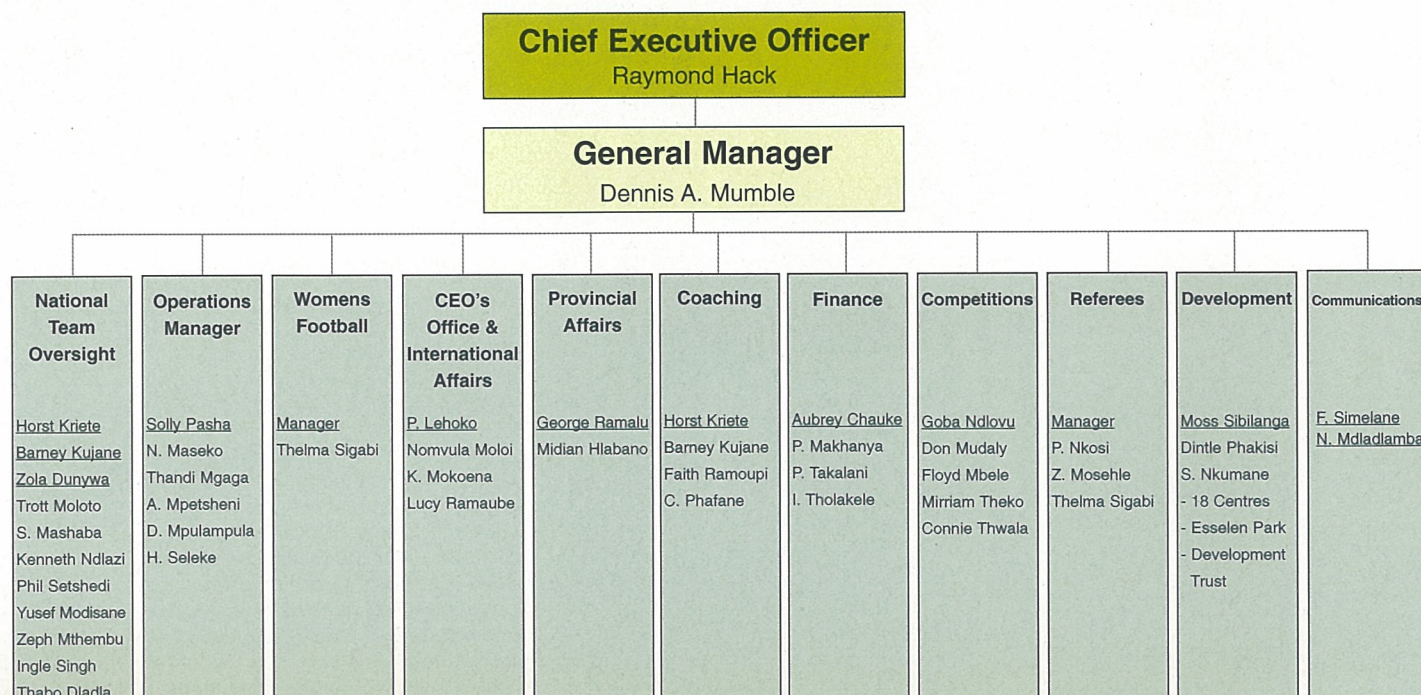 Chief Executive Officer
Raymond Hack
General Manager
Dennis A. Mumble
National
Team
Oversight
Horst Kriete
Barney Kujane
Zola Dunywa
Trott Moloto
S. Mashaba
Kenneth Ndlazi
Phil Setshedi
Yusef Modisane
Zeph Mthembu
Ingle Singh
Thabo Dladla
Operations
Manager
Solly Pasha
N. Maseko
Thandi Mgaga
A. Mpetsheni
D. Mpulampula
H. Seleke
Womens
Football
Manager
Thelma Sigabi
CEO's
Office &
International
Affairs
P. Lehoko
Nomvula Moloi
K. Mokoena
Lucy Ramaube
Provincial
Affairs
George Ramalu
Midian Hlabano
Coaching
Horst Kriete
Barney Kujane
Faith Ramoupi
C. Phafane
Finance
Aubrey Chauke
P. Makhanya
P. Takalani
I. Tholakele
Competitions
Goba Ndlovu
Don Mudaly
Floyd Mbele
Mirriam Theko
Connie Thwala
Referees
Manager
P. Nkosi
Z. Mosehle
Thelma Sigabi
Development
Moss Sibilanga
Dintle Phakisi
S. Nkumane
- 18 Centres
- Esselen Park
- Development
Trust
Communications
F. Simelane
N. Mdladlamba